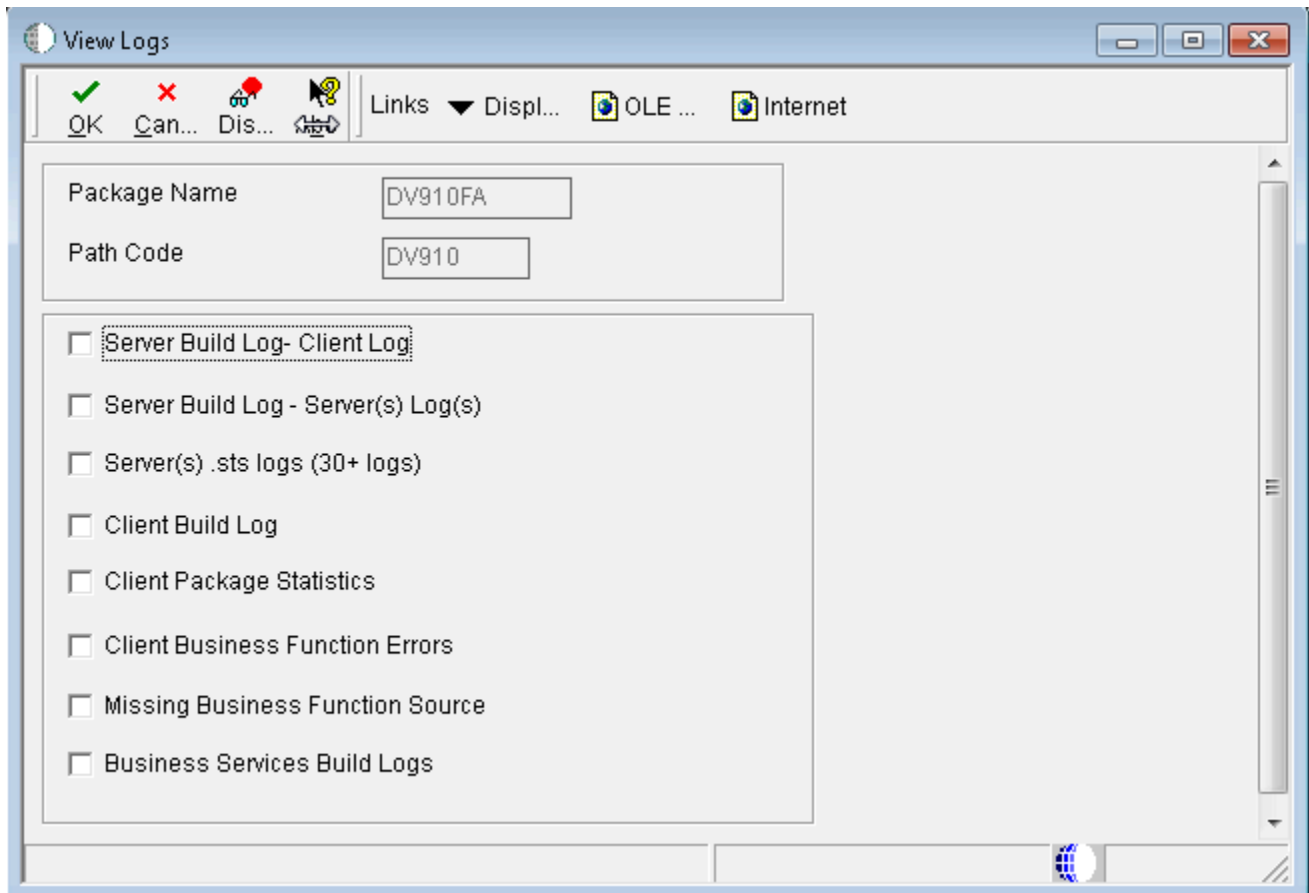 View Logs
OK Can... Dis... Help Links Displ... OLE ... Internet
Package Name DV910FA
Path Code DV910
Server Build Log- Client Log
Server Build Log - Server(s) Log(s)
Server(s) .sts logs (30+ logs)
Client Build Log
Client Package Statistics
Client Business Function Errors
Missing Business Function Source
Business Services Build Logs